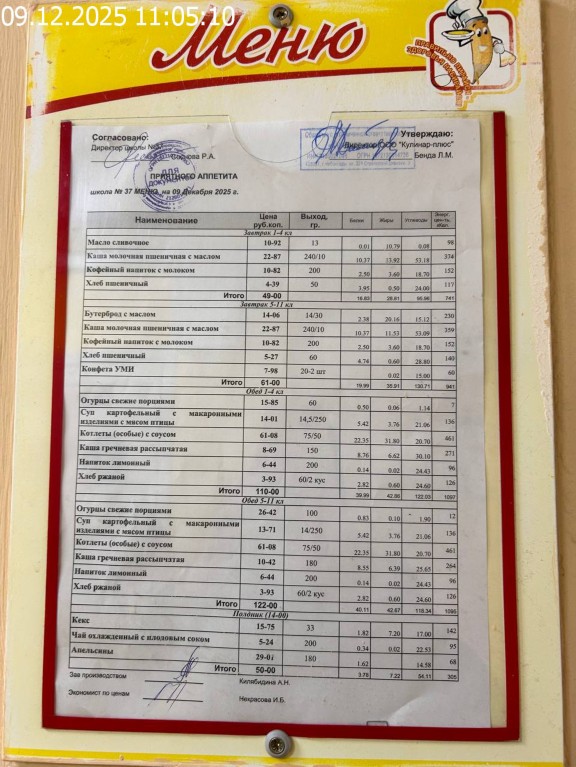 09.12.2025 11:05:10
Меню
Согласовано: Утверждаю:
Директор школы Директор ООО "Кулинар-плюс"
Р.А. Бенда Л.М.
ПРИЯТНОГО АППЕТИТА
школа № 37 МЕНЮ на 09 Декабря 2025 г.
Наименование Цена руб.коп. Выход, гр. Белки Жиры Углеводы Энерг. центь. кКал.
Завтрак 1-4 кл
Масло сливочное 10-92 13 0.01 10.79 0.08 98
Каша молочная пшеничная с маслом 22-87 240/10 10.37 13.92 53.18 374
Кофейный напиток с молоком 10-82 200 2.50 3.60 18.70 152
Хлеб пшеничный 4-39 50 3.95 0.50 24.00 117
Итого 49-00 16.83 28.81 95.96 741
Завтрак 5-11 кл
Бутерброд с маслом 14-06 14/30 2.38 20.16 15.12 230
Каша молочная пшеничная с маслом 22-87 240/10 10.37 11.53 53.09 359
Кофейный напиток с молоком 10-82 200 2.50 3.60 18.70 152
Хлеб пшеничный 5-27 60 4.74 0.60 28.80 140
Конфета УМИ 7-98 20-2 шт 0.02 15.00 60
Итого 61-00 19.99 28.91 130.71 941
Обед 1-4 кл
Огурцы свежие порциями 15-85 60 0.50 0.06 1.14 7
Суп картофельный с макаронными изделиями с мясом птицы 14-01 14,5/250 5.42 3.76 21.06 136
Котлеты (особые) с соусом 61-08 75/50 22.35 31.80 20.70 461
Каша гречневая рассыпчатая 8-69 150 8.76 6.62 30.10 271
Напиток лимонный 6-44 200 0.14 0.02 24.43 96
Хлеб ржаной 3-93 60/2 кус 2.82 0.60 24.60 126
Итого 110-00 39.99 42.86 122.03 1097
Обед 5-11 кл
Огурцы свежие порциями 26-42 100 0.83 0.10 1.90 12
Суп картофельный с макаронными изделиями с мясом птицы 13-71 14/250 5.42 3.76 21.06 136
Котлеты (особые) с соусом 61-08 75/50 22.35 31.80 20.70 461
Каша гречневая рассыпчатая 10-42 180 8.55 6.39 25.65 264
Напиток лимонный 6-44 200 0.14 0.02 24.43 96
Хлеб ржаной 3-93 60/2 кус 2.82 0.60 24.60 126
Итого 122-00 40.11 42.67 118.34 1096
Полдник (14-00)
Кекс 15-75 33 1.82 7.20 17.00 142
Чай охлажденный с плодовым соком 5-24 200 0.34 0.02 22.53 95
Апельсины 29-01 180 1.62 14.58 68
Итого 50-00 3.78 7.22 54.11 305
Зав производством Килябидина А.Н.
Экономист по ценам Некрасова И.Б.